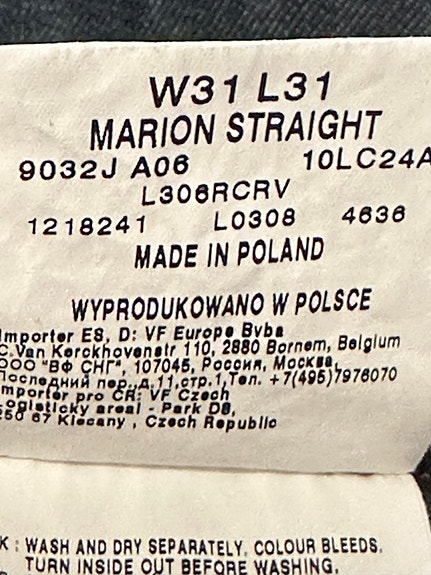 W31 L31
MARION STRAIGHT
9032J A06 10LC24A
L306RCRV
1218241 L0308 4636
MADE IN POLAND
WYPRODUKOWANO W POLSCE
Importer ES, D: VF Europe Bvba
C.Van Kerckhovenstr 110, 2880 Bornem, Belgium
ООО "ВФ СНГ", 107045, Россия, Москва,
Последний пер.,д.11,стр.1,Тел. +7(495)7976070
Importer pro ČR: VF Czech
Logisticky areal - Park D8,
250 67 Klecany , Czech Republic
K : WASH AND DRY SEPARATELY. COLOUR BLEEDS.
TURN INSIDE OUT BEFORE WASHING.